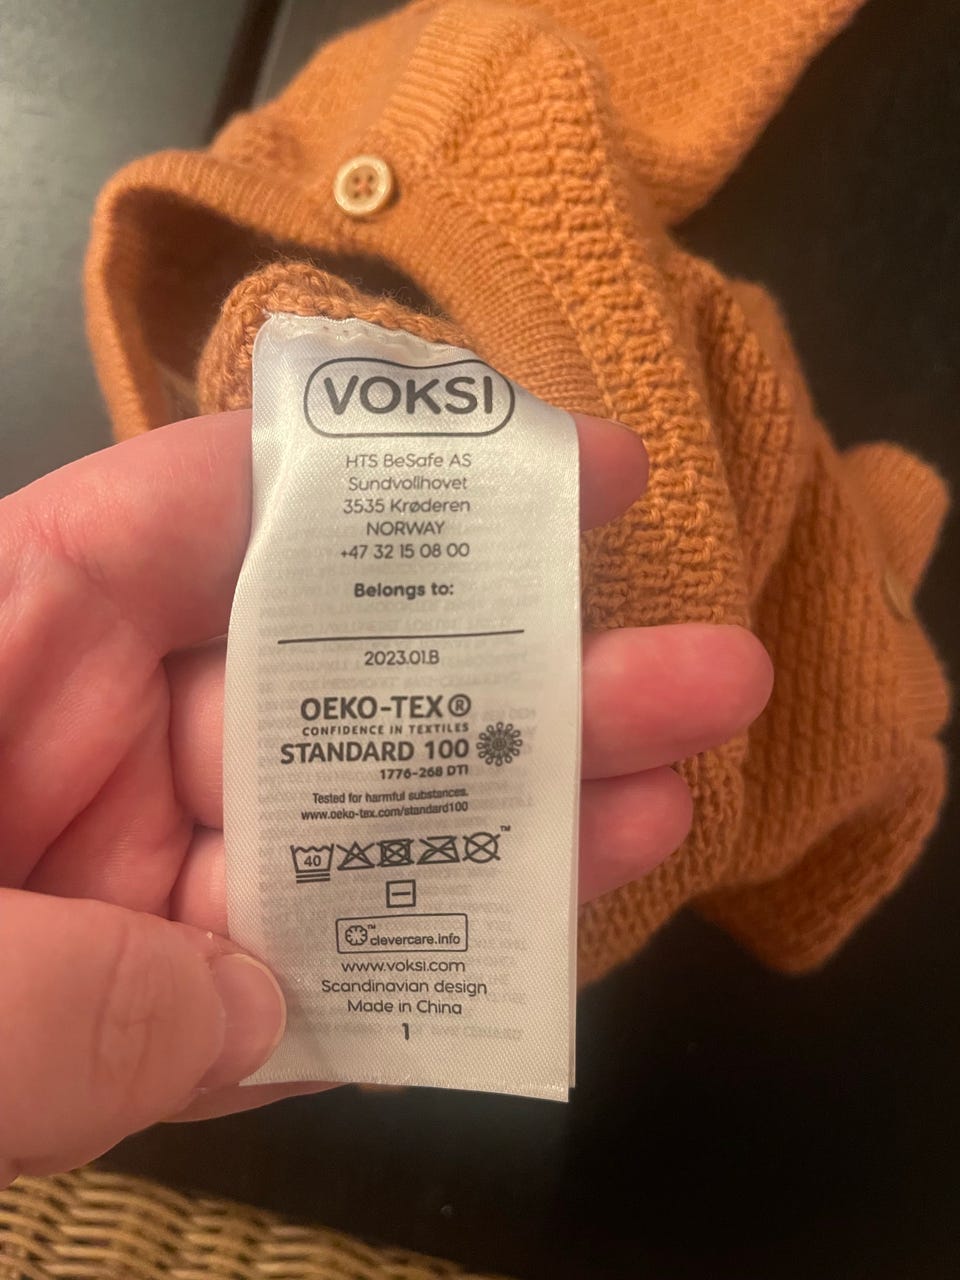 VOKSI
HTS BeSafe AS
Sundvollhovet
3535 Krøderen
NORWAY
+47 32 15 08 00
Belongs to:
2023.01.B
OEKO-TEX®
CONFIDENCE IN TEXTILES
STANDARD 100
1776-268 DTI
Tested for harmful substances.
www.oeko-tex.com/standard100
40 ™
™ clevercare.info
www.voksi.com
Scandinavian design
Made in China
1